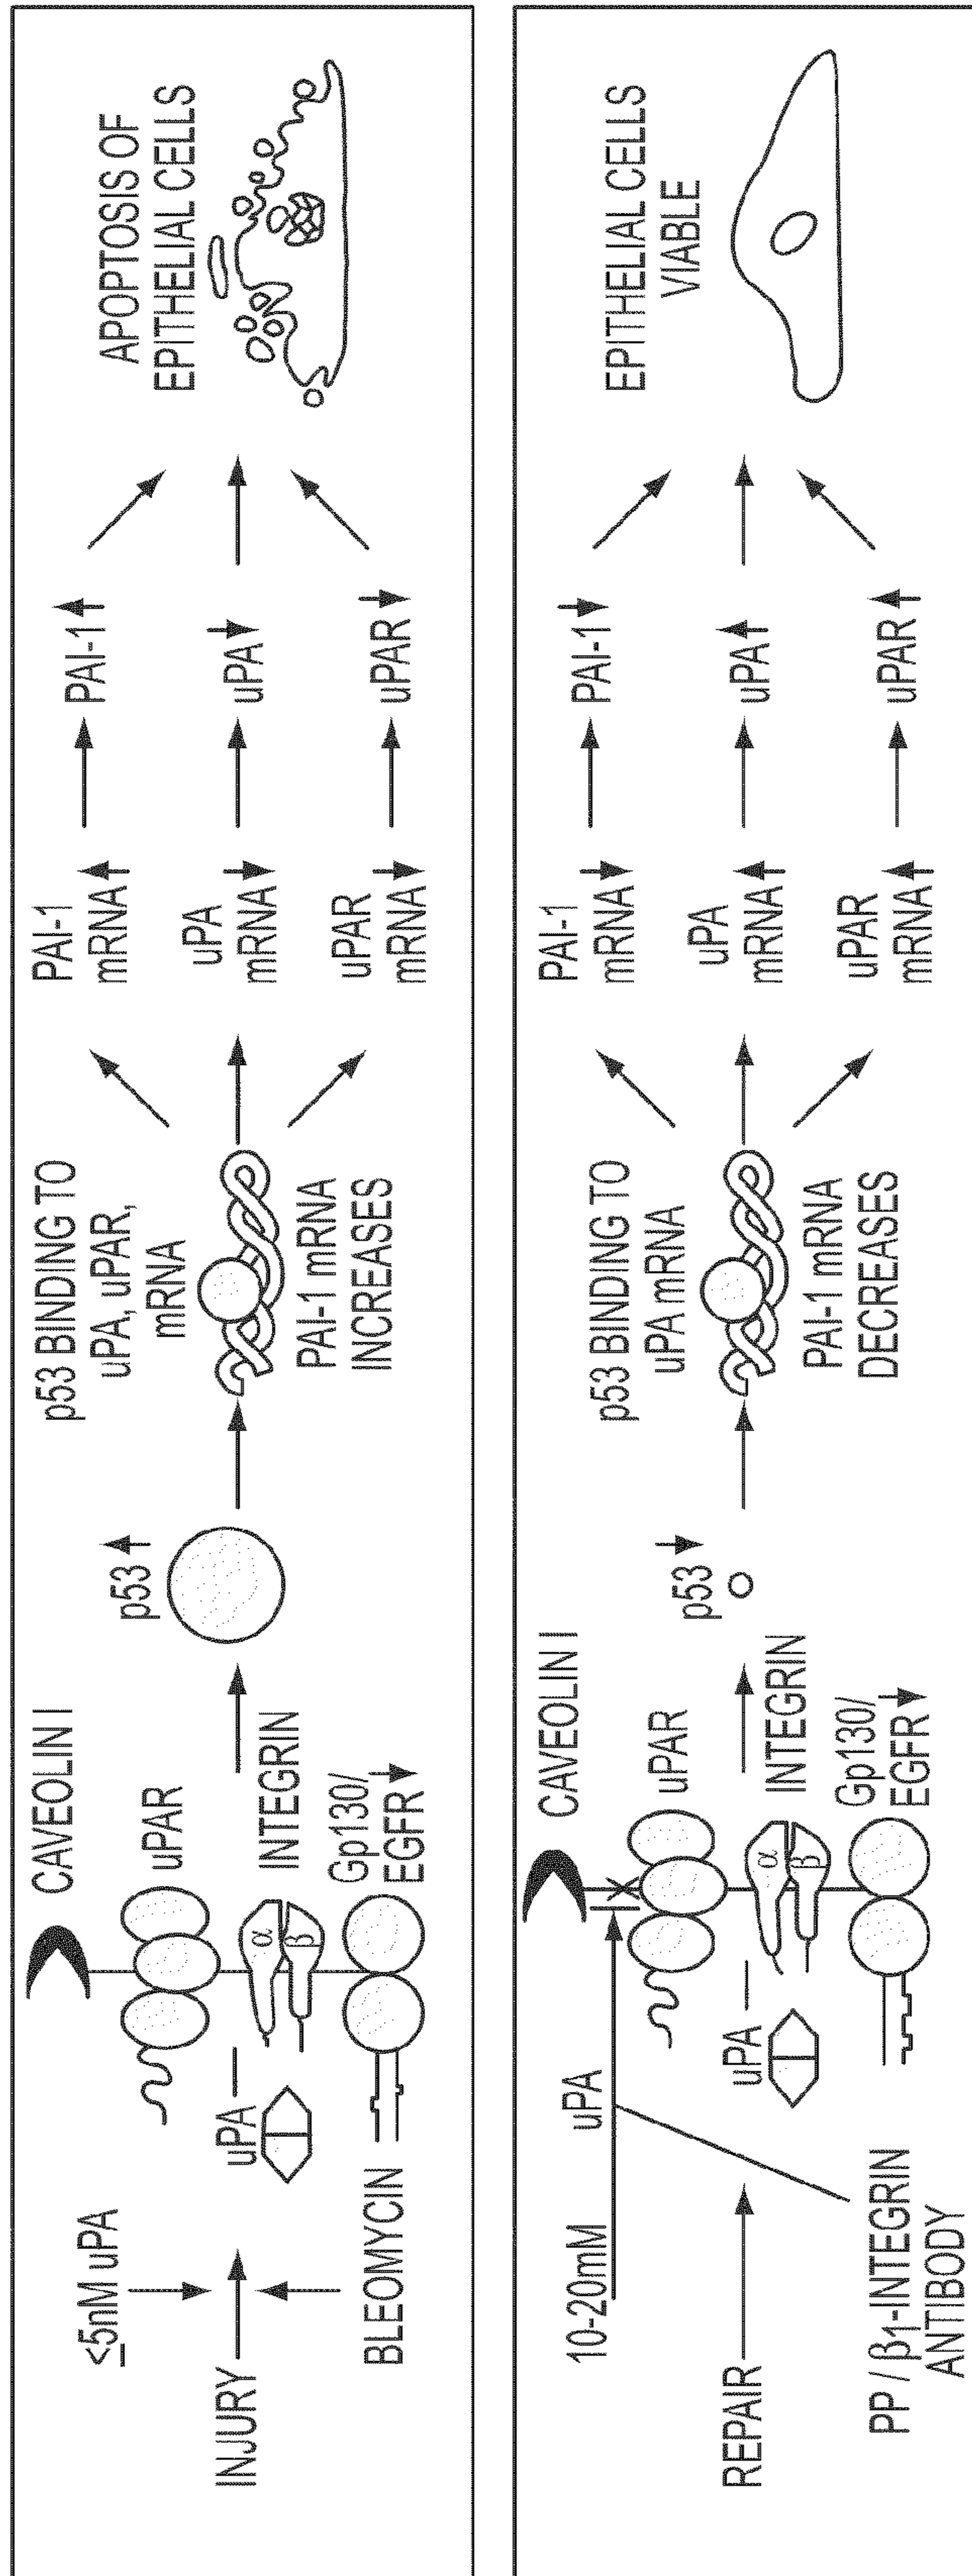 INJURY
≤5nM uPA
BLEOMYCIN
CAVEOLIN I
uPAR
uPA
α
β
INTEGRIN
Gp130/
EGFR
p53
p53 BINDING TO
uPA, uPAR,
mRNA
PAI-1 mRNA
INCREASES
PAI-1
mRNA
uPA
mRNA
uPAR
mRNA
PAI-1
uPA
uPAR
APOPTOSIS OF
EPITHELIAL CELLS
REPAIR
10-20mM
uPA
PP / β1-INTEGRIN
ANTIBODY
CAVEOLIN I
X
uPAR
uPA
α
β
INTEGRIN
Gp130/
EGFR
p53
p53 BINDING TO
uPA mRNA
PAI-1 mRNA
DECREASES
PAI-1
mRNA
uPA
mRNA
uPAR
mRNA
PAI-1
uPA
uPAR
EPITHELIAL CELLS
VIABLE